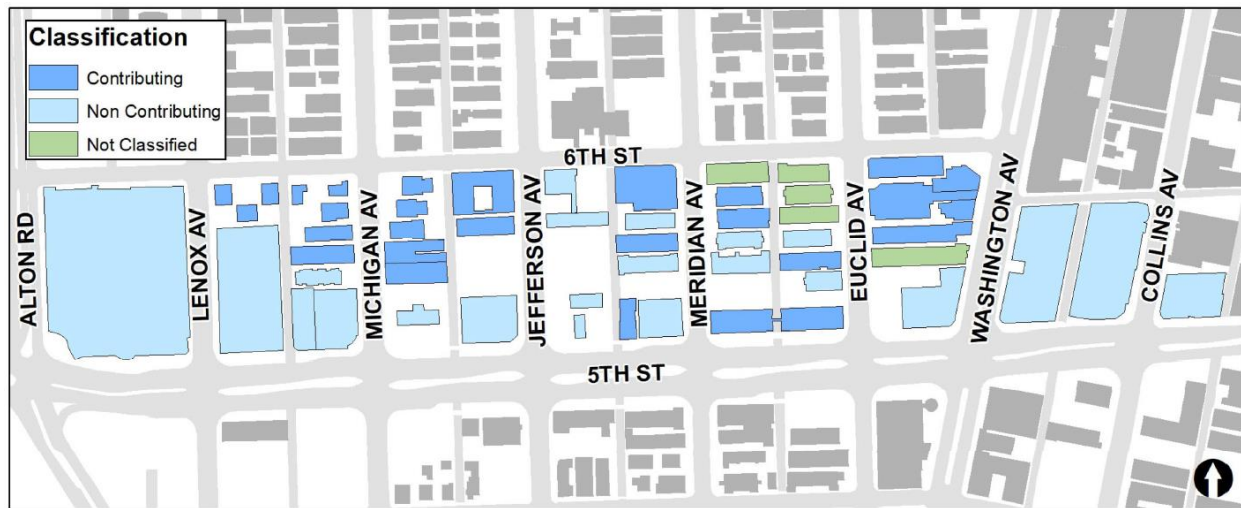 Classification
Contributing
Non Contributing
Not Classified
6TH ST
ALTON RD
LENOX AV
MICHIGAN AV
JEFFERSON AV
MERIDIAN AV
EUCLID AV
WASHINGTON AV
COLLINS AV
5TH ST